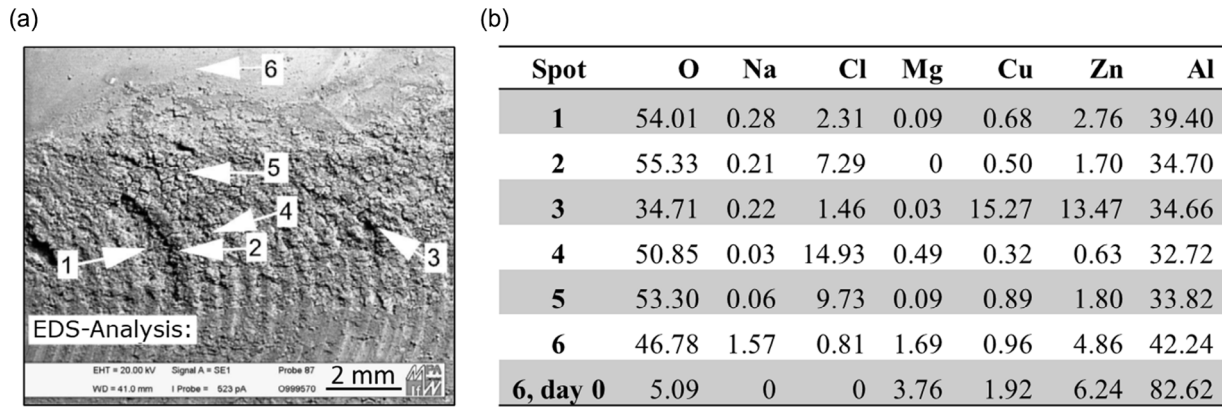 (a)
6
5
4
1
2
3
EDS-Analysis:
EHT = 20.00 kV Signal A = SE1 Probe 87
WD = 41.0 mm I Probe = 523 pA O999570
2 mm
(b)
Spot O Na Cl Mg Cu Zn Al
1 54.01 0.28 2.31 0.09 0.68 2.76 39.40
2 55.33 0.21 7.29 0 0.50 1.70 34.70
3 34.71 0.22 1.46 0.03 15.27 13.47 34.66
4 50.85 0.03 14.93 0.49 0.32 0.63 32.72
5 53.30 0.06 9.73 0.09 0.89 1.80 33.82
6 46.78 1.57 0.81 1.69 0.96 4.86 42.24
6, day 0 5.09 0 0 3.76 1.92 6.24 82.62